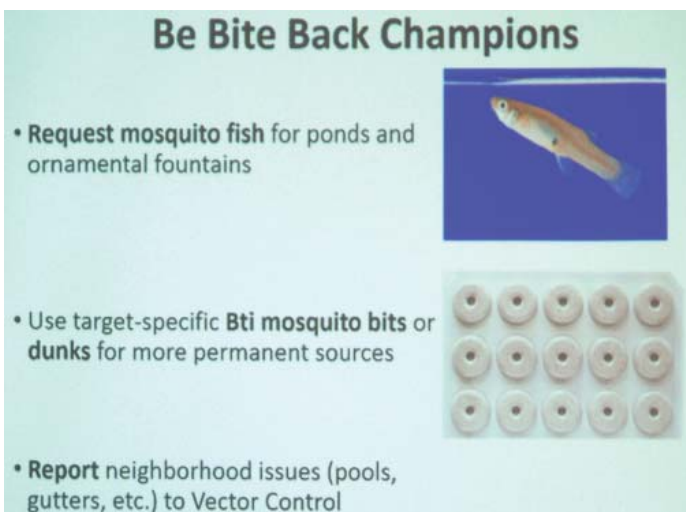 Be Bite Back Champions
• Request mosquito fish for ponds and
ornamental fountains
• Use target-specific Bti mosquito bits or
dunks for more permanent sources
• Report neighborhood issues (pools,
gutters, etc.) to Vector Control